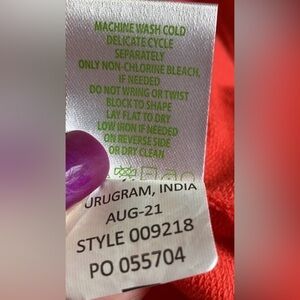 MACHINE WASH COLD
DELICATE CYCLE
SEPARATELY
ONLY NON-CHLORINE BLEACH,
IF NEEDED
DO NOT WRING OR TWIST
BLOCK TO SHAPE
LAY FLAT TO DRY
LOW IRON IF NEEDED
ON REVERSE SIDE
OR DRY CLEAN
URUGRAM, INDIA
AUG-21
STYLE 009218
PO 055704